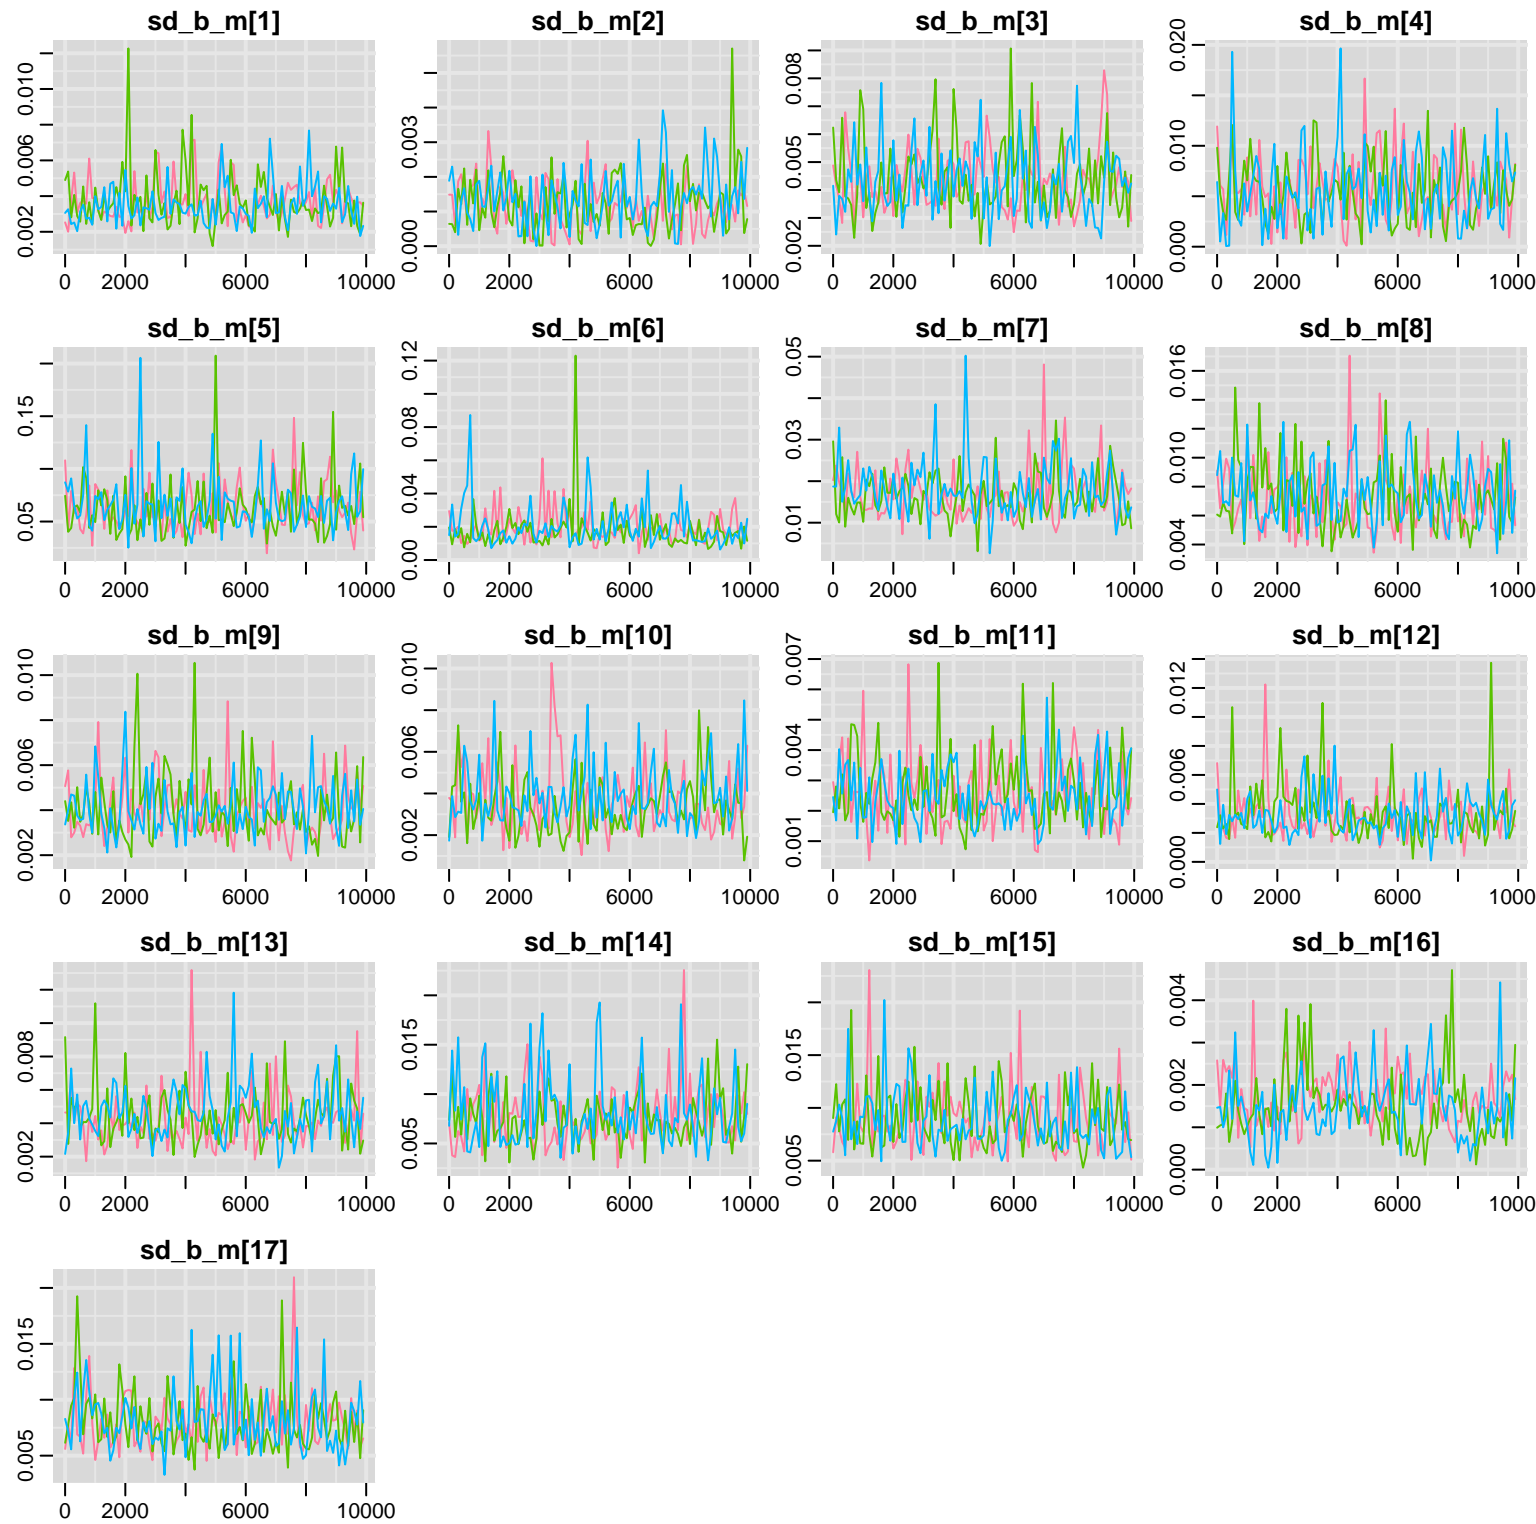 sd_b_m[1] sd_b_m[2] sd_b_m[3] sd_b_m[4]
0.002 0.006 0.010 0.000 0.003 0.002 0.005 0.008 0.000 0.010 0.020
0 2000 6000 10000 0 2000 6000 10000 0 2000 6000 10000 0 2000 6000 1000
sd_b_m[5] sd_b_m[6] sd_b_m[7] sd_b_m[8]
0.05 0.15 0.00 0.04 0.08 0.12 0.01 0.03 0.05 0.004 0.010 0.016
0 2000 6000 10000 0 2000 6000 10000 0 2000 6000 10000 0 2000 6000 1000
sd_b_m[9] sd_b_m[10] sd_b_m[11] sd_b_m[12]
0.002 0.006 0.010 0.002 0.006 0.010 0.001 0.004 0.007 0.000 0.006 0.012
0 2000 6000 10000 0 2000 6000 10000 0 2000 6000 10000 0 2000 6000 1000
sd_b_m[13] sd_b_m[14] sd_b_m[15] sd_b_m[16]
0.002 0.008 0.005 0.015 0.005 0.015 0.000 0.002 0.004
0 2000 6000 10000 0 2000 6000 10000 0 2000 6000 10000 0 2000 6000 1000
sd_b_m[17]
0.005 0.015
0 2000 6000 10000